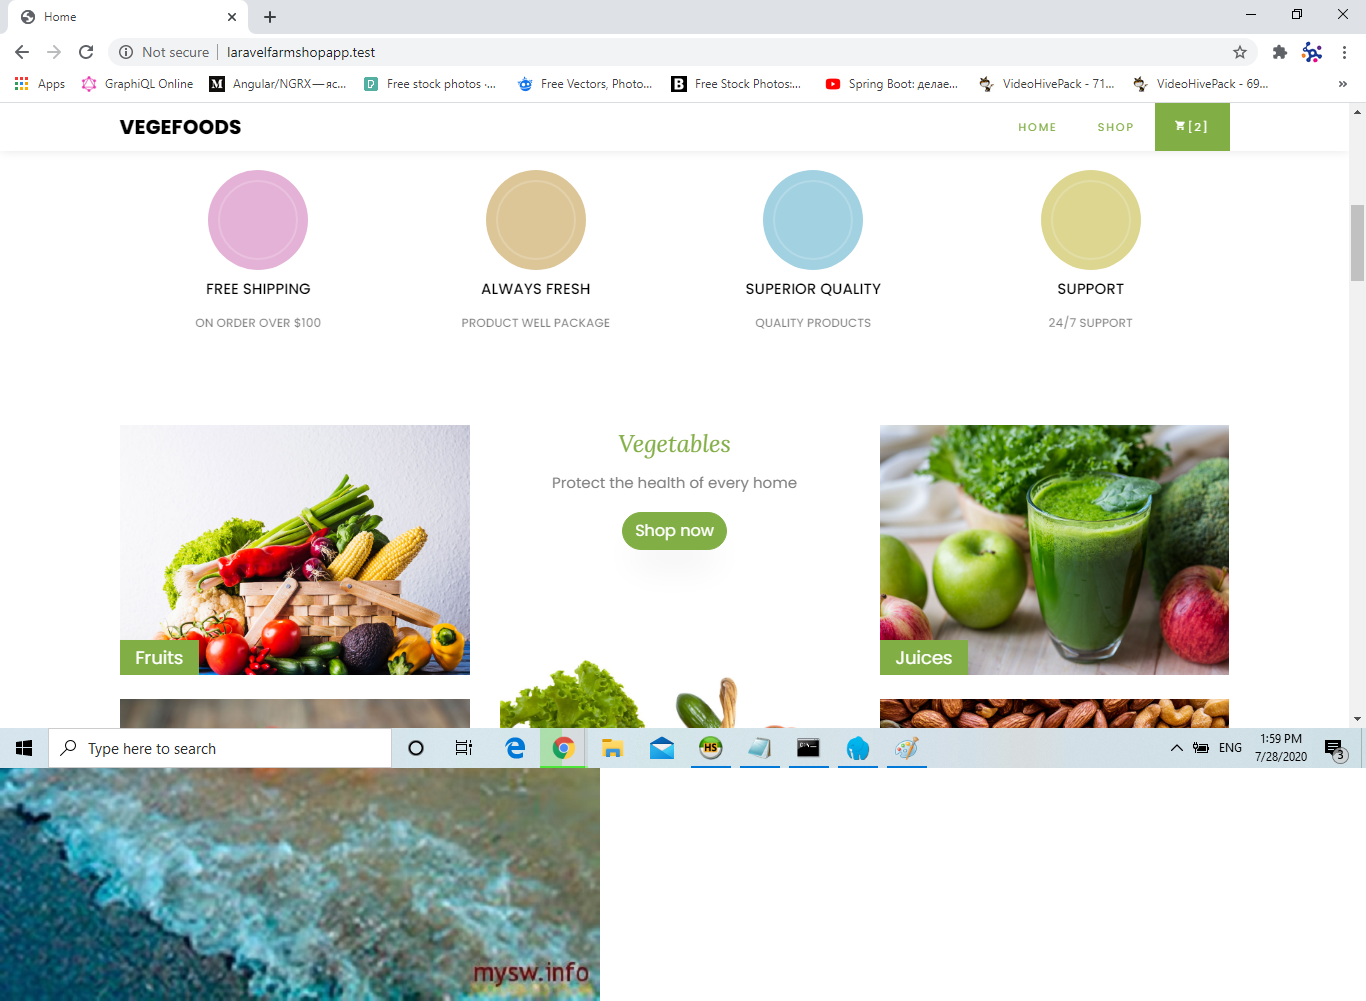 Home
Not secure laravelfarmshopapp.test
Apps GraphiQL Online M Angular/NGRX — яс... Free stock photos ·... Free Vectors, Photo... B Free Stock Photos:... Spring Boot: делае... VideoHivePack - 71... VideoHivePack - 69... »
VEGEFOODS HOME SHOP [2]
FREE SHIPPING ALWAYS FRESH SUPERIOR QUALITY SUPPORT
ON ORDER OVER $100 PRODUCT WELL PACKAGE QUALITY PRODUCTS 24/7 SUPPORT
Vegetables
Protect the health of every home
Shop now
Fruits Juices
Type here to search HS ENG 1:59 PM
7/28/2020 3
mysw.info